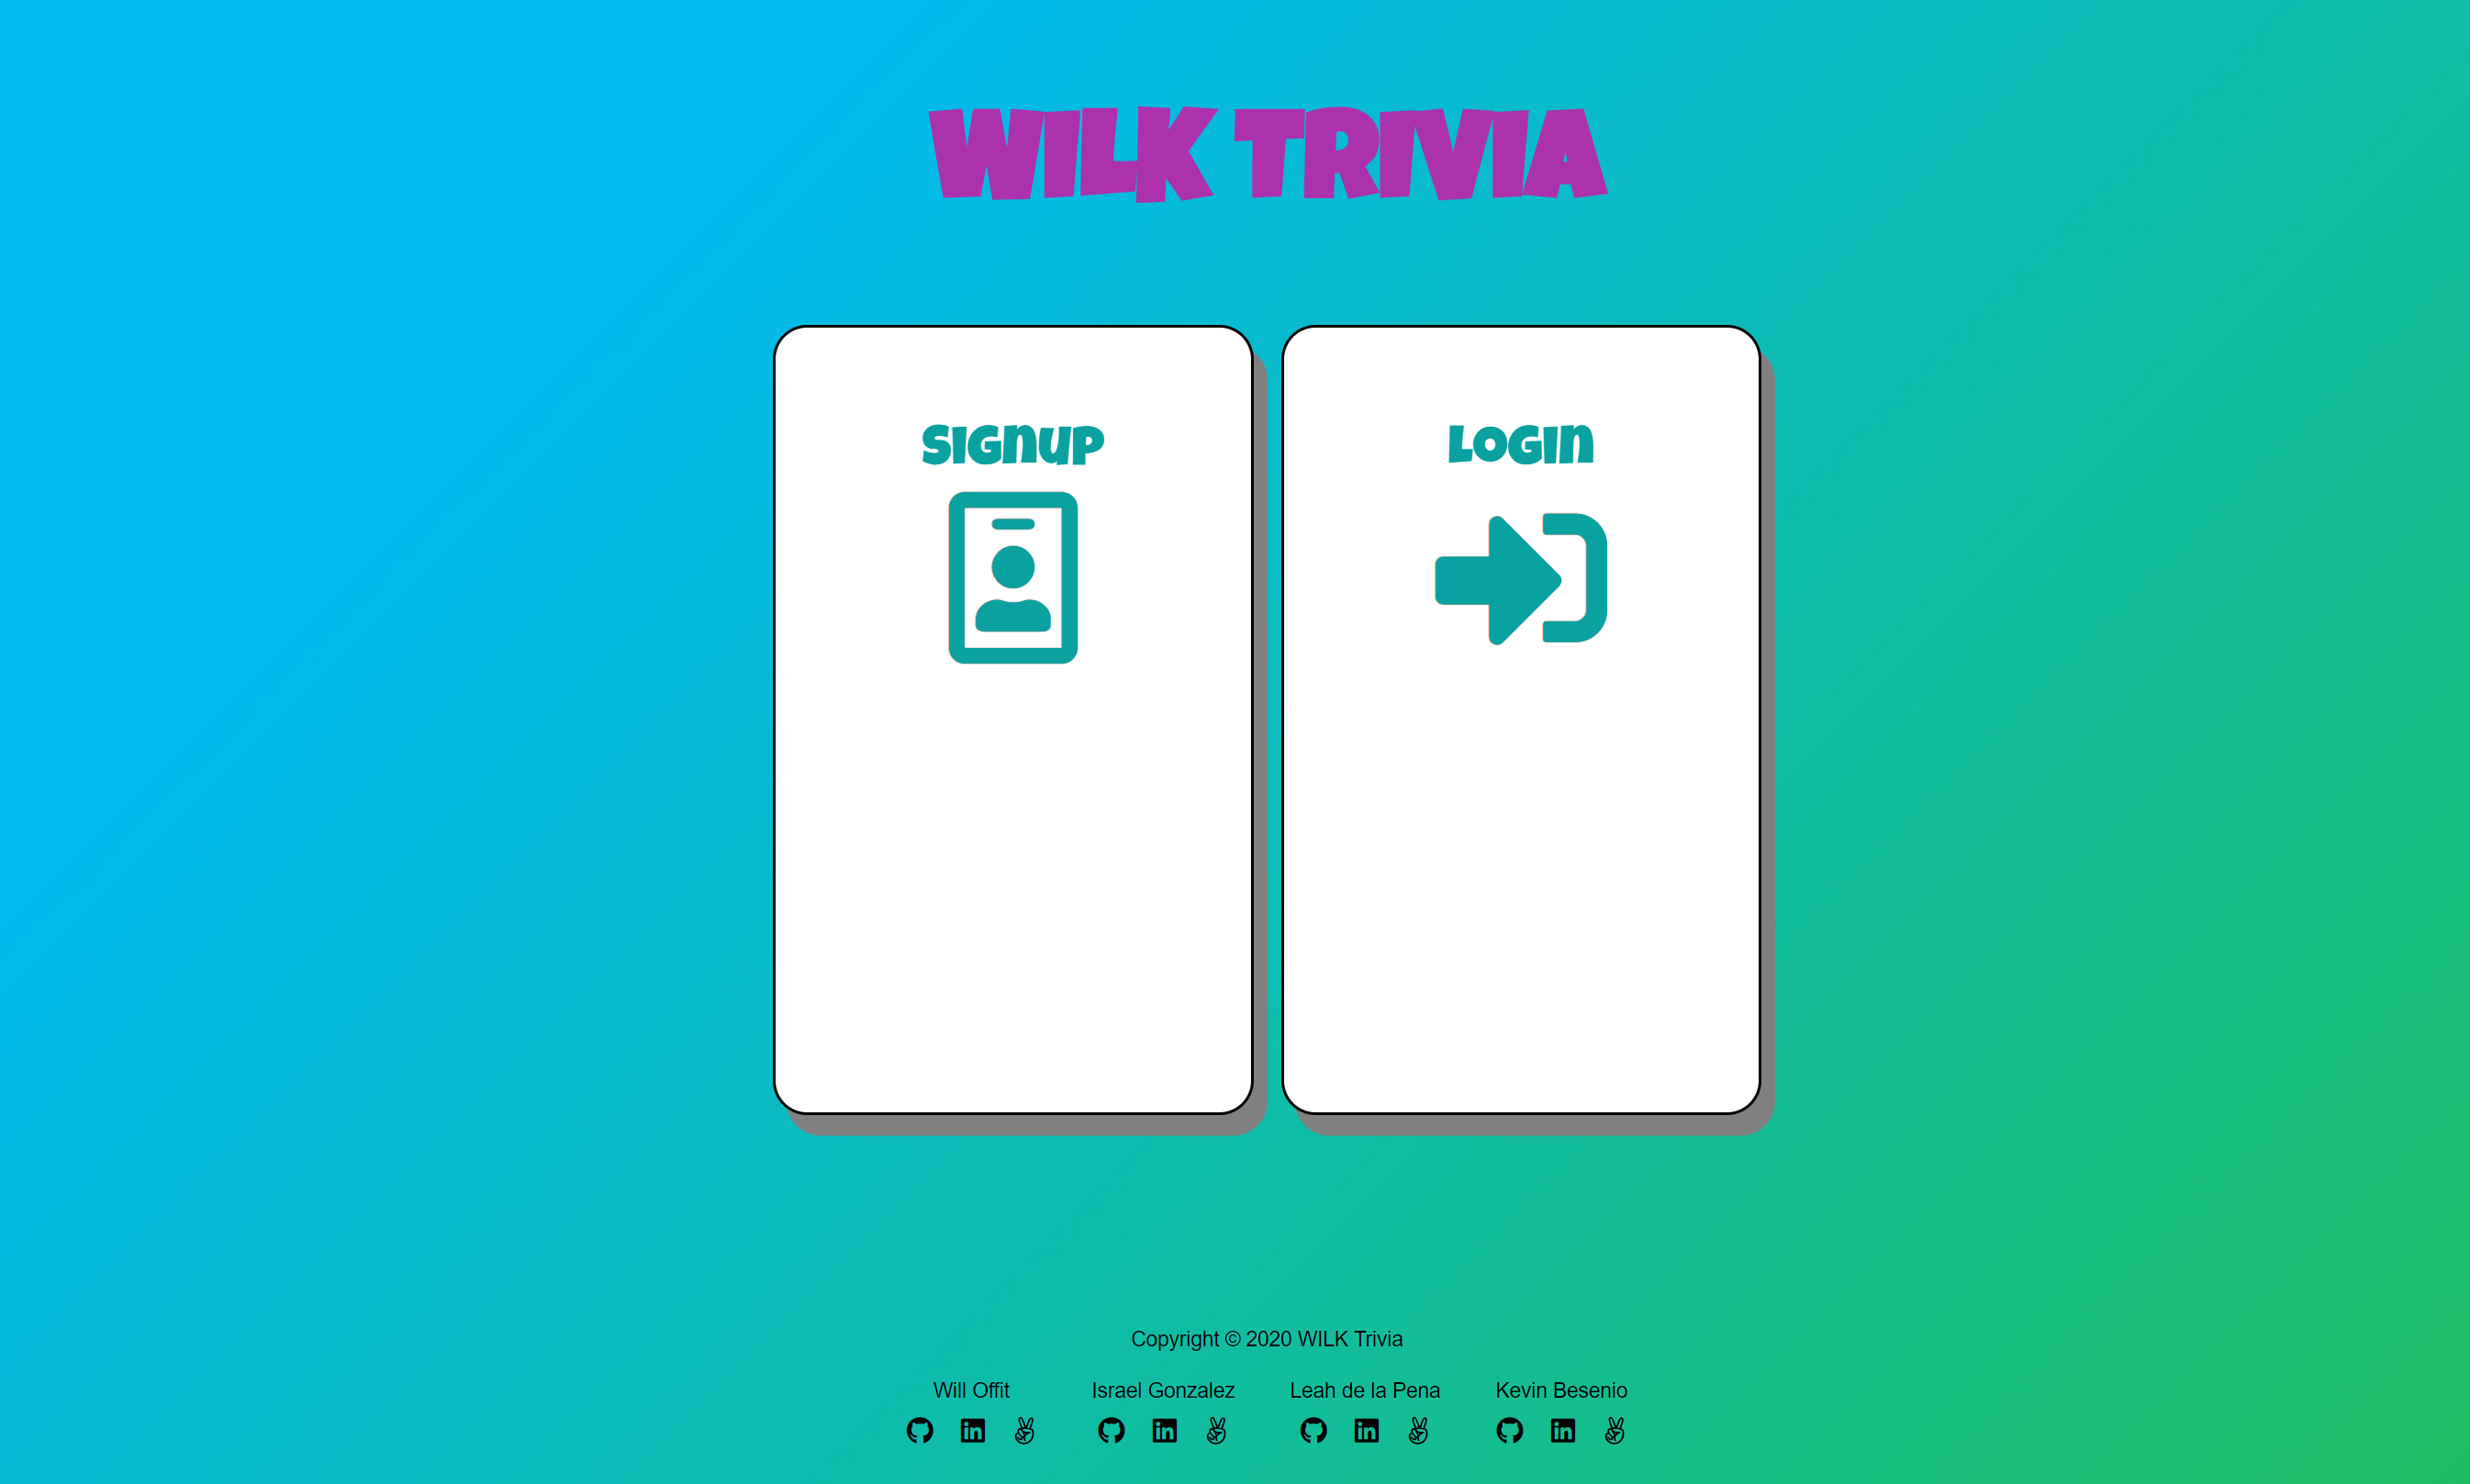 WILK TRIVIA
SIGNUP
LOGIN
Copyright © 2020 WILK Trivia
Will Offit
Israel Gonzalez
Leah de la Pena
Kevin Besenio